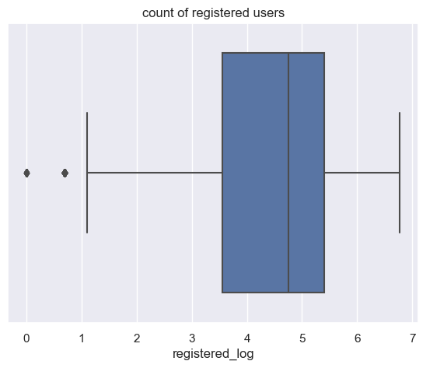 count of registered users
0 1 2 3 4 5 6 7
registered_log